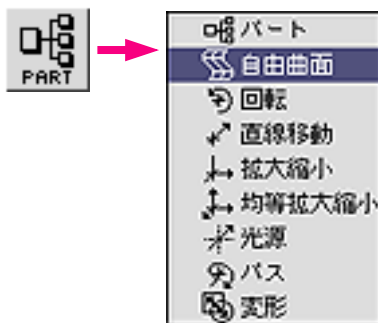 PART
パート
自由曲面
回転
直線移動
拡大縮小
均等拡大縮小
光源
パス
変形